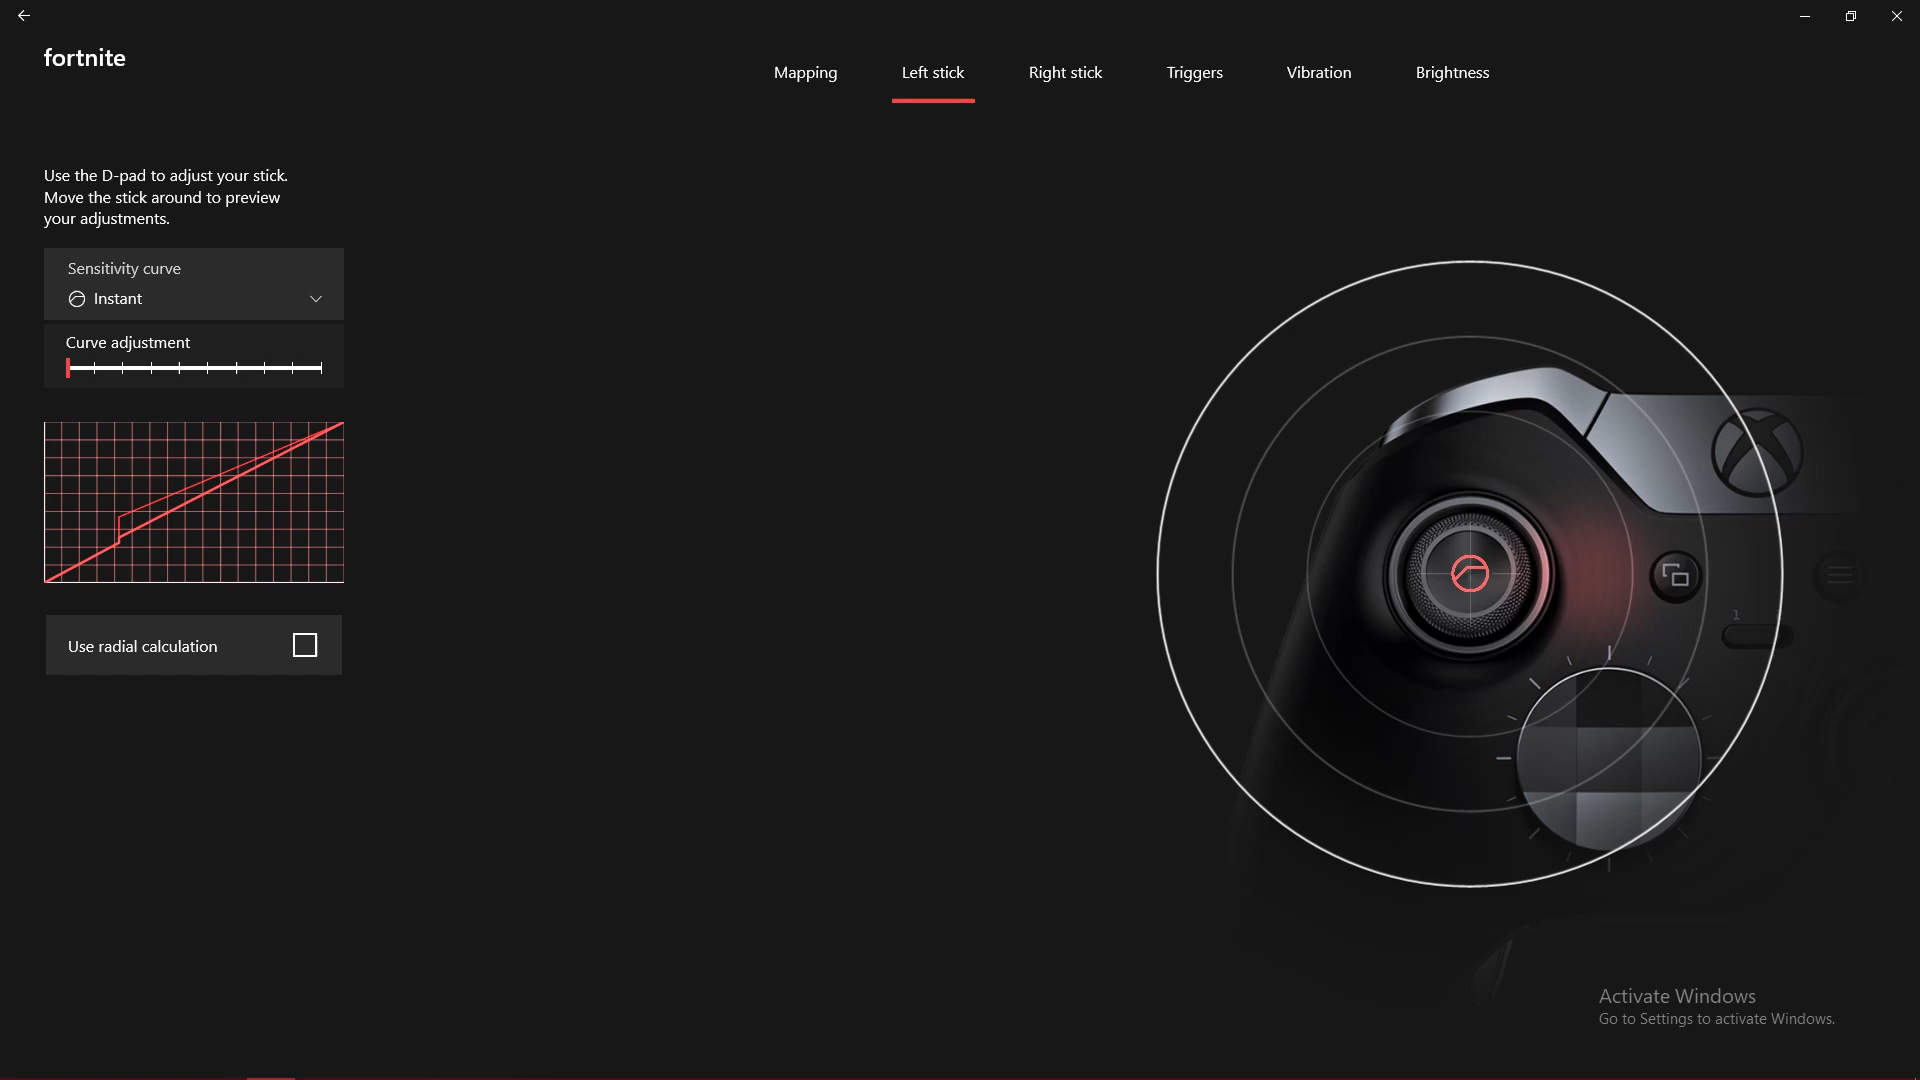 fortnite
Mapping
Left stick
Right stick
Triggers
Vibration
Brightness
Use the D-pad to adjust your stick.
Move the stick around to preview
your adjustments.
Sensitivity curve
Instant
Curve adjustment
Use radial calculation
1
Activate Windows
Go to Settings to activate Windows.